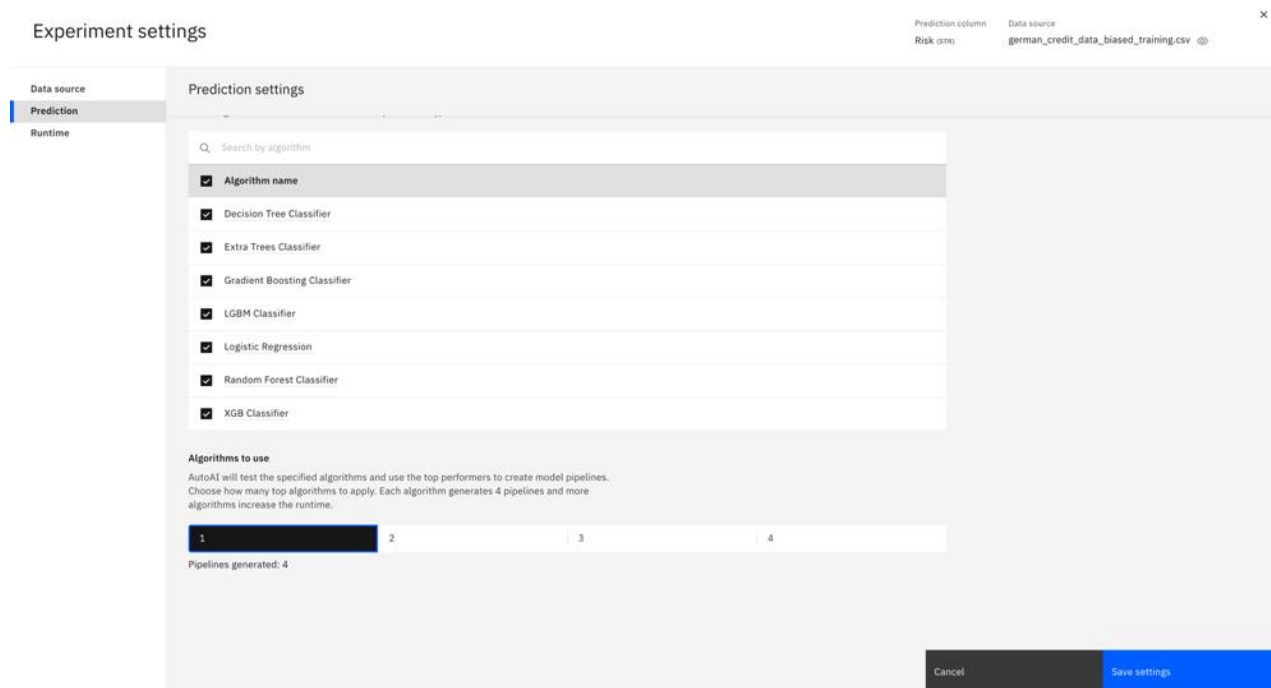 Experiment settings
Prediction column
Risk (STR)
Data source
german_credit_data_biased_training.csv
Data source
Prediction
Runtime
Prediction settings
Search by algorithm
Algorithm name
Decision Tree Classifier
Extra Trees Classifier
Gradient Boosting Classifier
LGBM Classifier
Logistic Regression
Random Forest Classifier
XGB Classifier
Algorithms to use
AutoAI will test the specified algorithms and use the top performers to create model pipelines.
Choose how many top algorithms to apply. Each algorithm generates 4 pipelines and more
algorithms increase the runtime.
1 2 3 4
Pipelines generated: 4
Cancel
Save settings